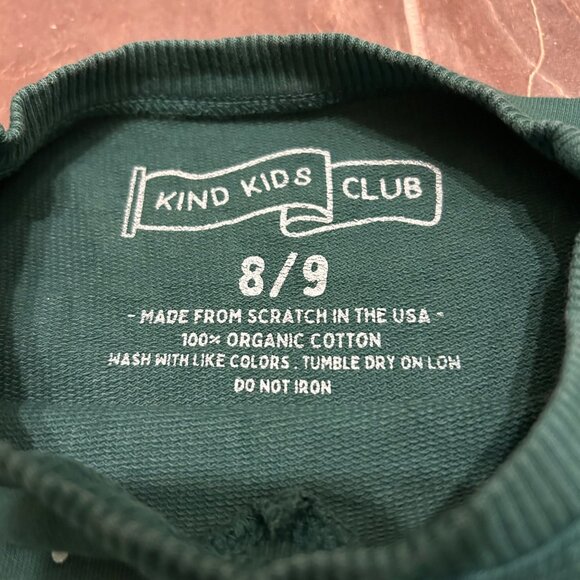 KIND KIDS CLUB
8/9
- MADE FROM SCRATCH IN THE USA -
100% ORGANIC COTTON
WASH WITH LIKE COLORS . TUMBLE DRY ON LOW
DO NOT IRON